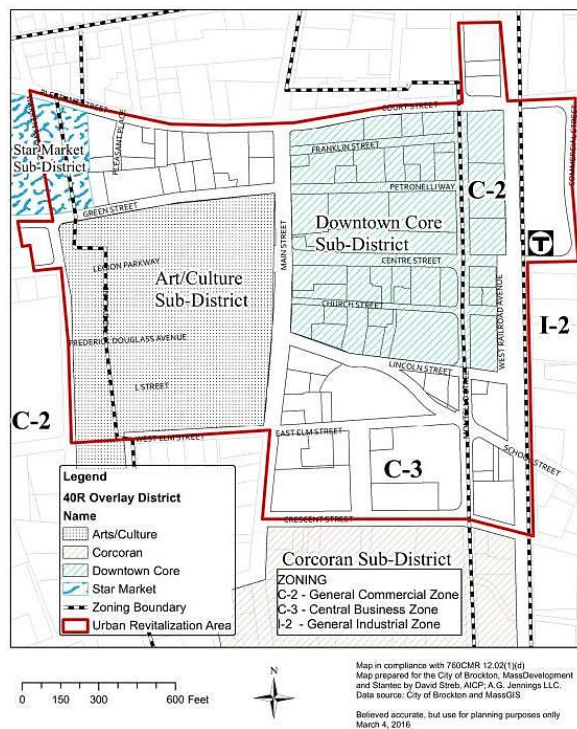 PLEASANT STREET
COURT STREET
COMMERCIAL STREET
PLEASANT PLACE
FRANKLIN STREET
Star Market
Sub-District
PETRONELLI WAY
C-2
GREEN STREET
Downtown Core
Sub-District
T
MAIN STREET
LEGION PARKWAY
CENTRE STREET
Art/Culture
Sub-District
WEST RAILROAD AVENUE
CHURCH STREET
I-2
FREDERICK DOUGLASS AVENUE
LINCOLN STREET
L STREET
C-2
WEST ELM STREET
EAST ELM STREET
SCHOOL STREET
C-3
CRESCENT STREET
Corcoran Sub-District
Legend
40R Overlay District
Name
Arts/Culture
Corcoran
Downtown Core
Star Market
Zoning Boundary
Urban Revitalization Area
ZONING
C-2 - General Commercial Zone
C-3 - Central Business Zone
I-2 - General Industrial Zone
0 150 300 600 Feet
N
Map in compliance with 760CMR 12.02(1)(d)
Map prepared for the City of Brockton, MassDevelopment
and Stantec by David Streb, AICP; A.G. Jennings LLC.
Data source: City of Brockton and MassGIS
Believed accurate, but use for planning purposes onlly
March 4, 2016